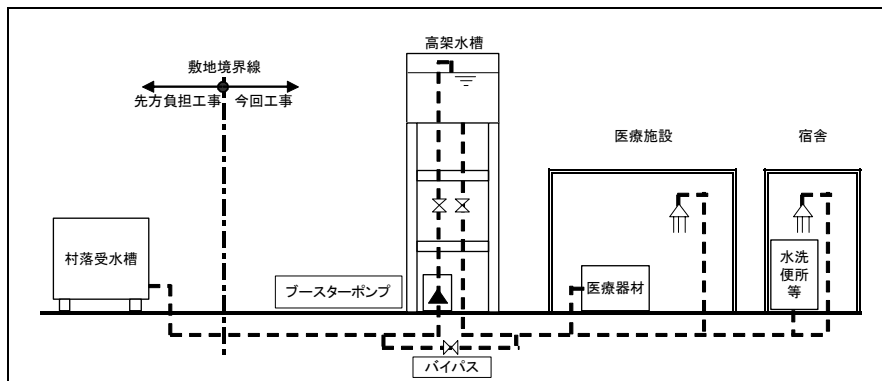 高架水槽
敷地境界線
先方負担工事 今回工事
医療施設
宿舎
村落受水槽
ブースターポンプ
医療器材
水洗
便所
等
バイパス